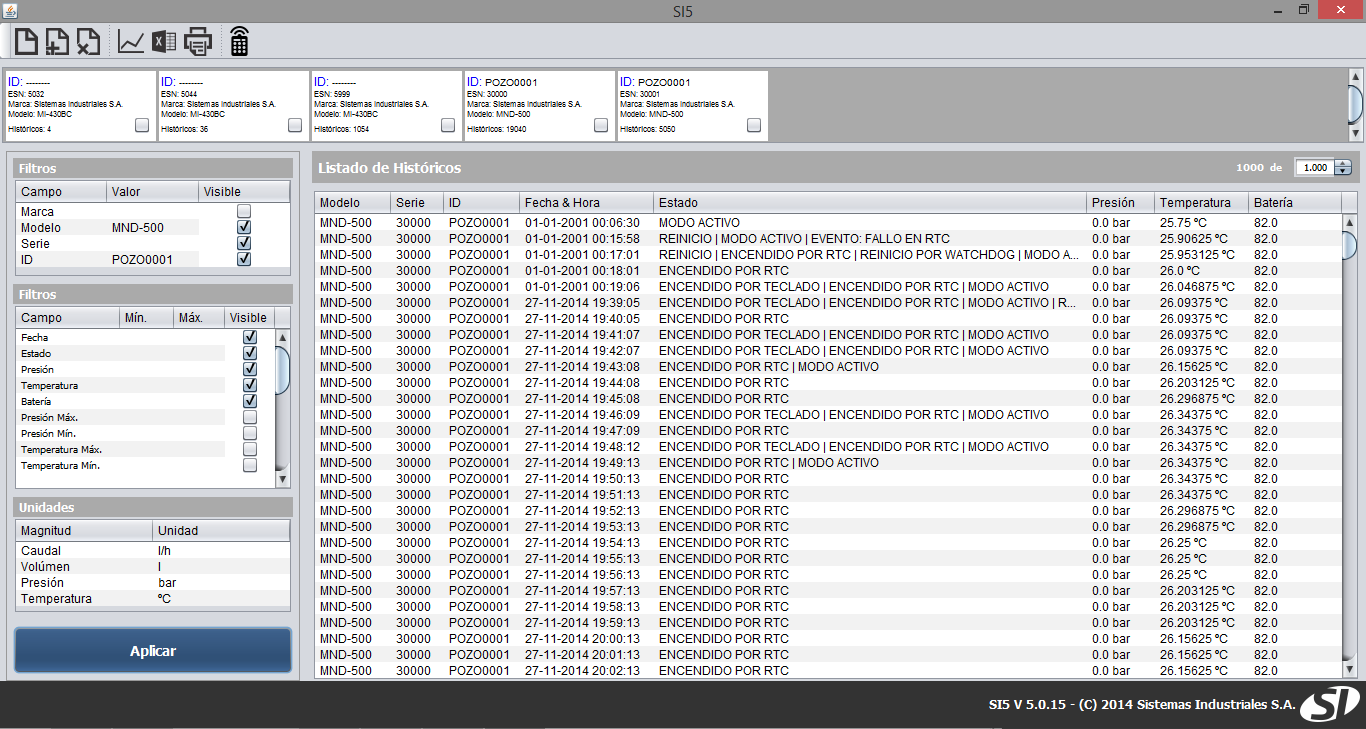 SI5
ID: --------
ESN: 5032
Marca: Sistemas Industriales S.A.
Modelo: MI-430BC
Históricos: 4
ID: --------
ESN: 5044
Marca: Sistemas Industriales S.A.
Modelo: MI-430BC
Históricos: 36
ID: --------
ESN: 5999
Marca: Sistemas Industriales S.A.
Modelo: MI-430BC
Históricos: 1054
ID: POZO0001
ESN: 30000
Marca: Sistemas Industriales S.A.
Modelo: MND-500
Históricos: 19040
ID: POZO0001
ESN: 30001
Marca: Sistemas Industriales S.A.
Modelo: MND-500
Históricos: 5050
Filtros
Campo Valor Visible
Marca
Modelo MND-500
Serie
ID POZO0001
Filtros
Campo Mín. Máx. Visible
Fecha
Estado
Presión
Temperatura
Batería
Presión Máx.
Presión Mín.
Temperatura Máx.
Temperatura Mín.
Unidades
Magnitud Unidad
Caudal l/h
Volúmen l
Presión bar
Temperatura ºC
Aplicar
Listado de Históricos 1000 de 1.000
Modelo Serie ID Fecha & Hora Estado Presión Temperatura Batería
MND-500 30000 POZO0001 01-01-2001 00:06:30 MODO ACTIVO 0.0 bar 25.75 ºC 82.0
MND-500 30000 POZO0001 01-01-2001 00:15:58 REINICIO | MODO ACTIVO | EVENTO: FALLO EN RTC 0.0 bar 25.90625 ºC 82.0
MND-500 30000 POZO0001 01-01-2001 00:17:01 REINICIO | ENCENDIDO POR RTC | REINICIO POR WATCHDOG | MODO A... 0.0 bar 25.953125 ºC 82.0
MND-500 30000 POZO0001 01-01-2001 00:18:01 ENCENDIDO POR RTC 0.0 bar 26.0 ºC 82.0
MND-500 30000 POZO0001 01-01-2001 00:19:06 ENCENDIDO POR TECLADO | ENCENDIDO POR RTC | MODO ACTIVO 0.0 bar 26.046875 ºC 82.0
MND-500 30000 POZO0001 27-11-2014 19:39:05 ENCENDIDO POR TECLADO | ENCENDIDO POR RTC | MODO ACTIVO | R... 0.0 bar 26.09375 ºC 82.0
MND-500 30000 POZO0001 27-11-2014 19:40:05 ENCENDIDO POR RTC 0.0 bar 26.09375 ºC 82.0
MND-500 30000 POZO0001 27-11-2014 19:41:07 ENCENDIDO POR TECLADO | ENCENDIDO POR RTC | MODO ACTIVO 0.0 bar 26.09375 ºC 82.0
MND-500 30000 POZO0001 27-11-2014 19:42:07 ENCENDIDO POR TECLADO | ENCENDIDO POR RTC | MODO ACTIVO 0.0 bar 26.09375 ºC 82.0
MND-500 30000 POZO0001 27-11-2014 19:43:08 ENCENDIDO POR RTC | MODO ACTIVO 0.0 bar 26.15625 ºC 82.0
MND-500 30000 POZO0001 27-11-2014 19:44:08 ENCENDIDO POR RTC 0.0 bar 26.203125 ºC 82.0
MND-500 30000 POZO0001 27-11-2014 19:45:08 ENCENDIDO POR RTC 0.0 bar 26.296875 ºC 82.0
MND-500 30000 POZO0001 27-11-2014 19:46:09 ENCENDIDO POR TECLADO | ENCENDIDO POR RTC | MODO ACTIVO 0.0 bar 26.34375 ºC 82.0
MND-500 30000 POZO0001 27-11-2014 19:47:09 ENCENDIDO POR RTC 0.0 bar 26.34375 ºC 82.0
MND-500 30000 POZO0001 27-11-2014 19:48:12 ENCENDIDO POR TECLADO | ENCENDIDO POR RTC | MODO ACTIVO 0.0 bar 26.34375 ºC 82.0
MND-500 30000 POZO0001 27-11-2014 19:49:13 ENCENDIDO POR RTC | MODO ACTIVO 0.0 bar 26.34375 ºC 82.0
MND-500 30000 POZO0001 27-11-2014 19:50:13 ENCENDIDO POR RTC 0.0 bar 26.34375 ºC 82.0
MND-500 30000 POZO0001 27-11-2014 19:51:13 ENCENDIDO POR RTC 0.0 bar 26.34375 ºC 82.0
MND-500 30000 POZO0001 27-11-2014 19:52:13 ENCENDIDO POR RTC 0.0 bar 26.296875 ºC 82.0
MND-500 30000 POZO0001 27-11-2014 19:53:13 ENCENDIDO POR RTC 0.0 bar 26.296875 ºC 82.0
MND-500 30000 POZO0001 27-11-2014 19:54:13 ENCENDIDO POR RTC 0.0 bar 26.25 ºC 82.0
MND-500 30000 POZO0001 27-11-2014 19:55:13 ENCENDIDO POR RTC 0.0 bar 26.25 ºC 82.0
MND-500 30000 POZO0001 27-11-2014 19:56:13 ENCENDIDO POR RTC 0.0 bar 26.25 ºC 82.0
MND-500 30000 POZO0001 27-11-2014 19:57:13 ENCENDIDO POR RTC 0.0 bar 26.203125 ºC 82.0
MND-500 30000 POZO0001 27-11-2014 19:58:13 ENCENDIDO POR RTC 0.0 bar 26.203125 ºC 82.0
MND-500 30000 POZO0001 27-11-2014 19:59:13 ENCENDIDO POR RTC 0.0 bar 26.203125 ºC 82.0
MND-500 30000 POZO0001 27-11-2014 20:00:13 ENCENDIDO POR RTC 0.0 bar 26.15625 ºC 82.0
MND-500 30000 POZO0001 27-11-2014 20:01:13 ENCENDIDO POR RTC 0.0 bar 26.15625 ºC 82.0
MND-500 30000 POZO0001 27-11-2014 20:02:13 ENCENDIDO POR RTC 0.0 bar 26.15625 ºC 82.0
SI5 V 5.0.15 - (C) 2014 Sistemas Industriales S.A. SI